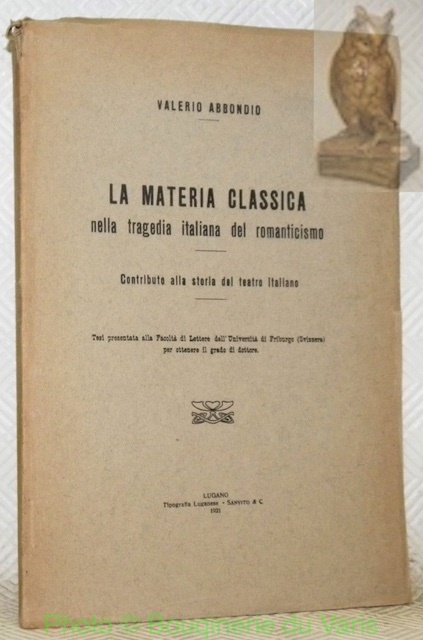 VALERIO ABBONDIO
LA MATERIA CLASSICA
nella tragedia italiana del romanticismo
Contributo alla storia del teatro Italiano
Tesi presentata alla Facoltà di Lettere dell'Università di Friburgo (Svizzera)
per ottenere il grado di dottore.
LUGANO
Tipografia Luganese - SANVITO & C.
Photo © Bouquinerie du Varis